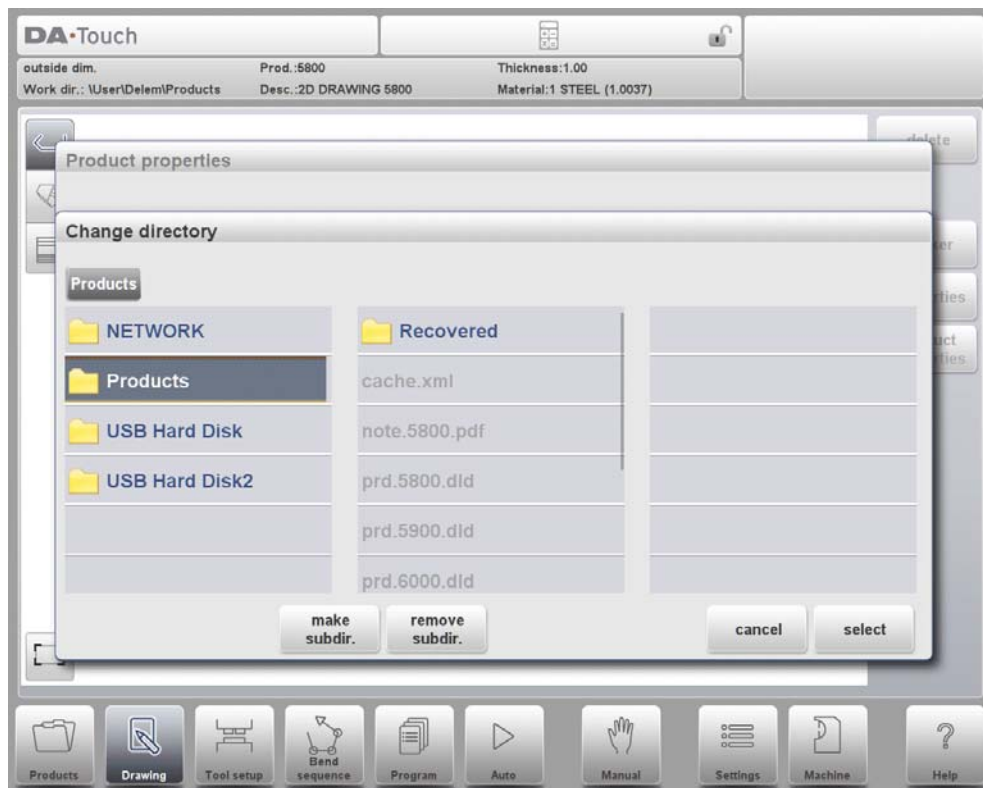 DA·Touch
outside dim. Prod.:5800 Thickness:1.00
Work dir.: \User\Delem\Products Desc.:2D DRAWING 5800 Material:1 STEEL (1.0037)
delete
Product properties
Change directory
Products
NETWORK Recovered
Products cache.xml
USB Hard Disk note.5800.pdf
USB Hard Disk2 prd.5800.dld
prd.5900.dld
prd.6000.dld
make remove
subdir. subdir. cancel select
Bend
Products Drawing Tool setup sequence Program Auto Manual Settings Machine Help